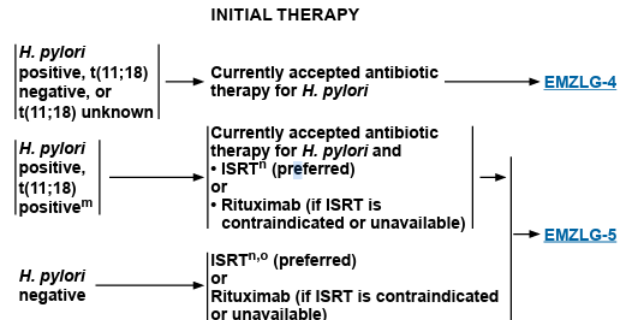 INITIAL THERAPY
H. pylori
positive, t(11;18)
negative, or
t(11;18) unknown
Currently accepted antibiotic
therapy for H. pylori
EMZLG-4
H. pylori
positive,
t(11;18)
positiveᵐ
Currently accepted antibiotic
therapy for H. pylori and
• ISRTⁿ (preferred)
or
• Rituximab (if ISRT is
contraindicated or unavailable)
EMZLG-5
H. pylori
negative
ISRTⁿ,ᵒ (preferred)
or
Rituximab (if ISRT is contraindicated
or unavailable)